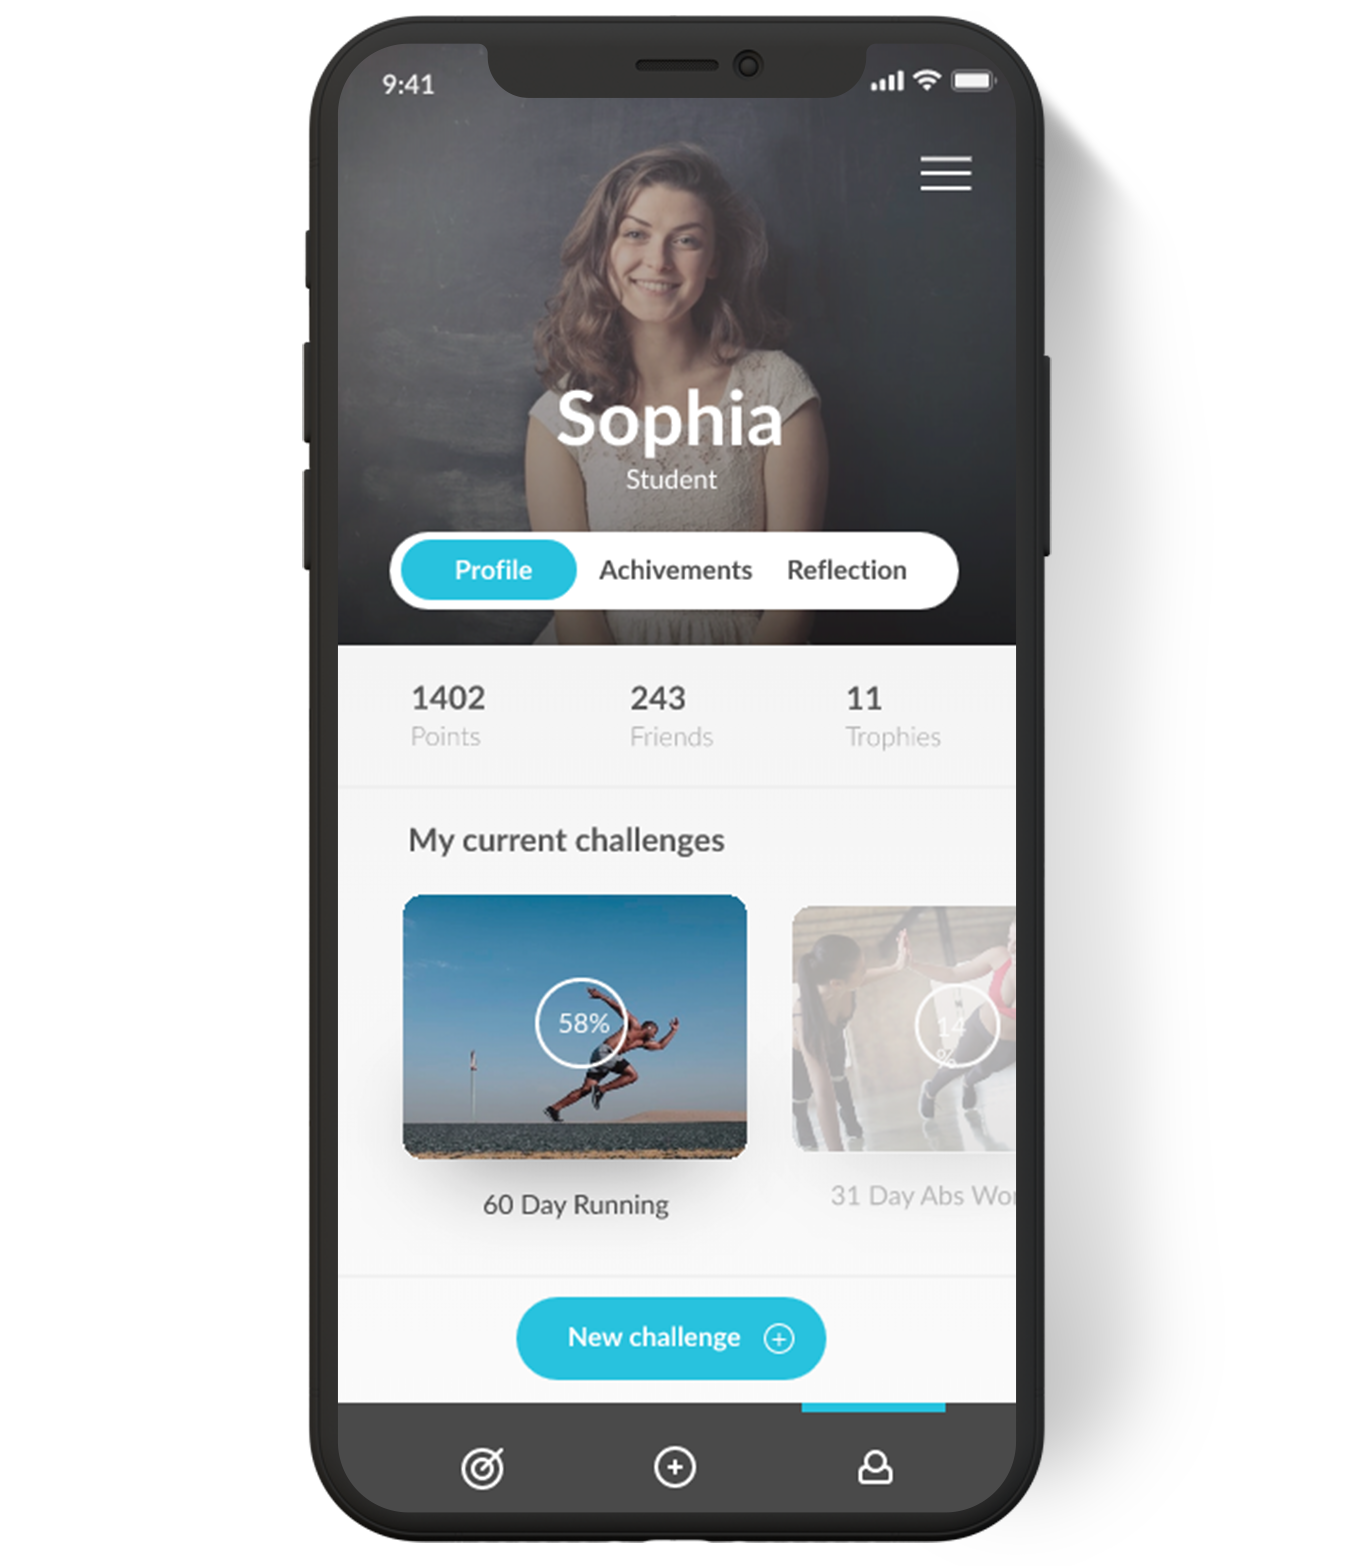 9:41
Sophia
Student
Profile Achivements Reflection
1402 243 11
Points Friends Trophies
My current challenges
58%
14
%
60 Day Running
31 Day Abs Wor
New challenge